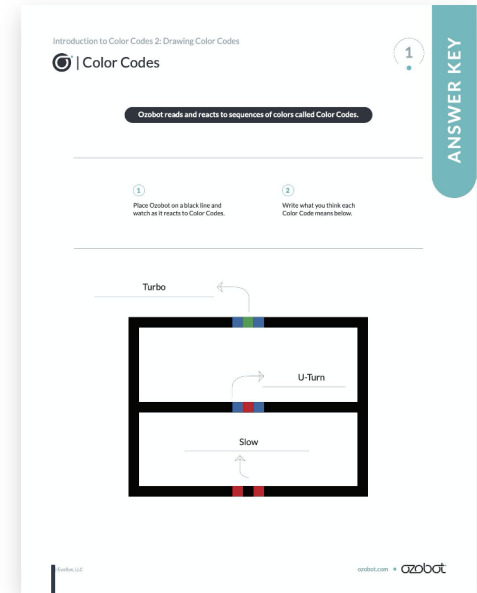 Introduction to Color Codes 2: Drawing Color Codes
| Color Codes
1
ANSWER KEY
Ozobot reads and reacts to sequences of colors called Color Codes.
1
Place Ozobot on a black line and
watch as it reacts to Color Codes.
2
Write what you think each
Color Code means below.
Turbo
U-Turn
Slow
Evollve, LLC
ozobot.com • ozobot